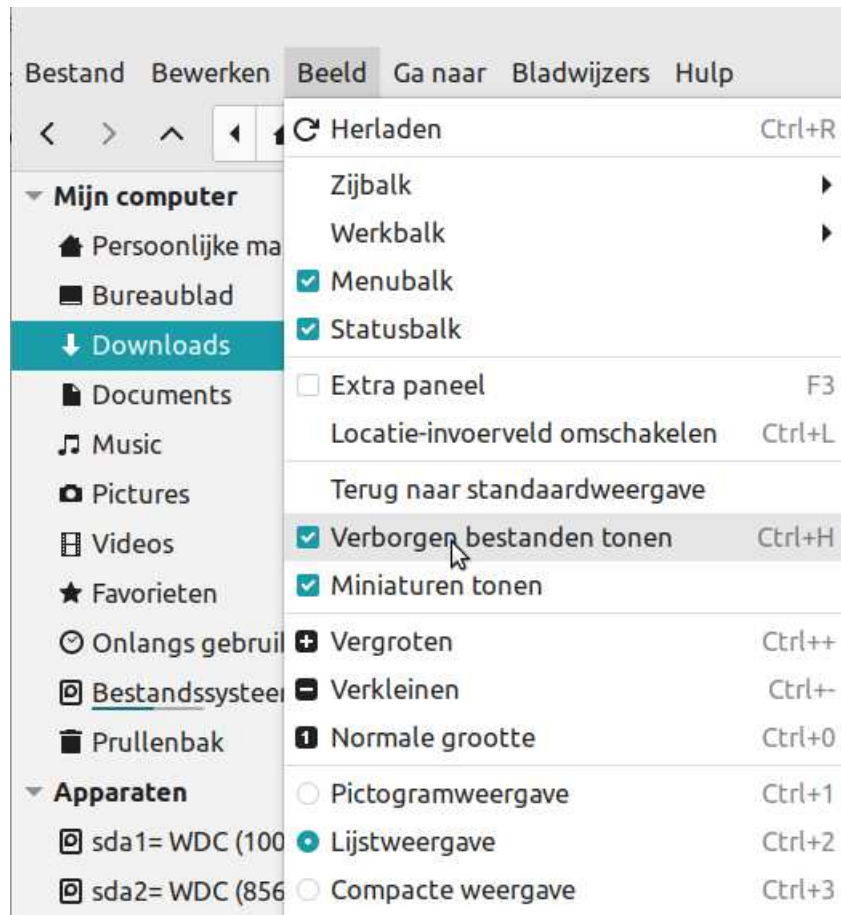 Bestand Bewerken Beeld Ga naar Bladwijzers Hulp
Herladen Ctrl+R
Mijn computer
Zijbalk
Persoonlijke ma
Werkbalk
Bureaublad
Menubalk
Downloads
Statusbalk
Documents
Extra paneel F3
Music
Locatie-invoerveld omschakelen Ctrl+L
Pictures
Terug naar standaardweergave
Videos
Verborgen bestanden tonen Ctrl+H
Favorieten
Miniaturen tonen
Onlangs gebruik
Vergroten Ctrl++
Bestandssysteem
Verkleinen Ctrl+-
Prullenbak
Normale grootte Ctrl+0
Apparaten
Pictogramweergave Ctrl+1
sda1= WDC (100
Lijstweergave Ctrl+2
sda2= WDC (856
Compacte weergave Ctrl+3